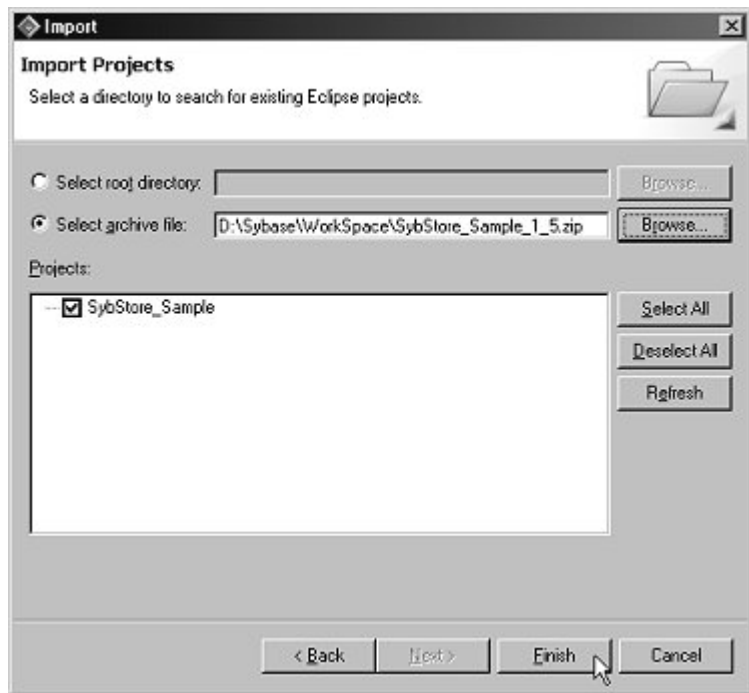 Import
Import Projects
Select a directory to search for existing Eclipse projects.
Select root directory:
Browse...
Select archive file: D:\Sybase\WorkSpace\SybStore_Sample_1_5.zip Browse...
Projects:
SybStore_Sample
Select All
Deselect All
Refresh
< Back Next > Finish Cancel